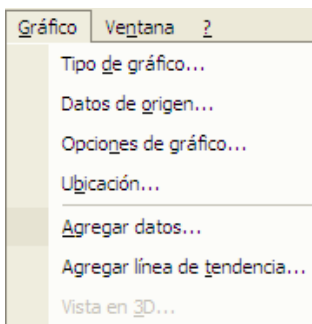 Gráfico Ventana ?
Tipo de gráfico...
Datos de origen...
Opciones de gráfico...
Ubicación...
Agregar datos...
Agregar línea de tendencia...
Vista en 3D...